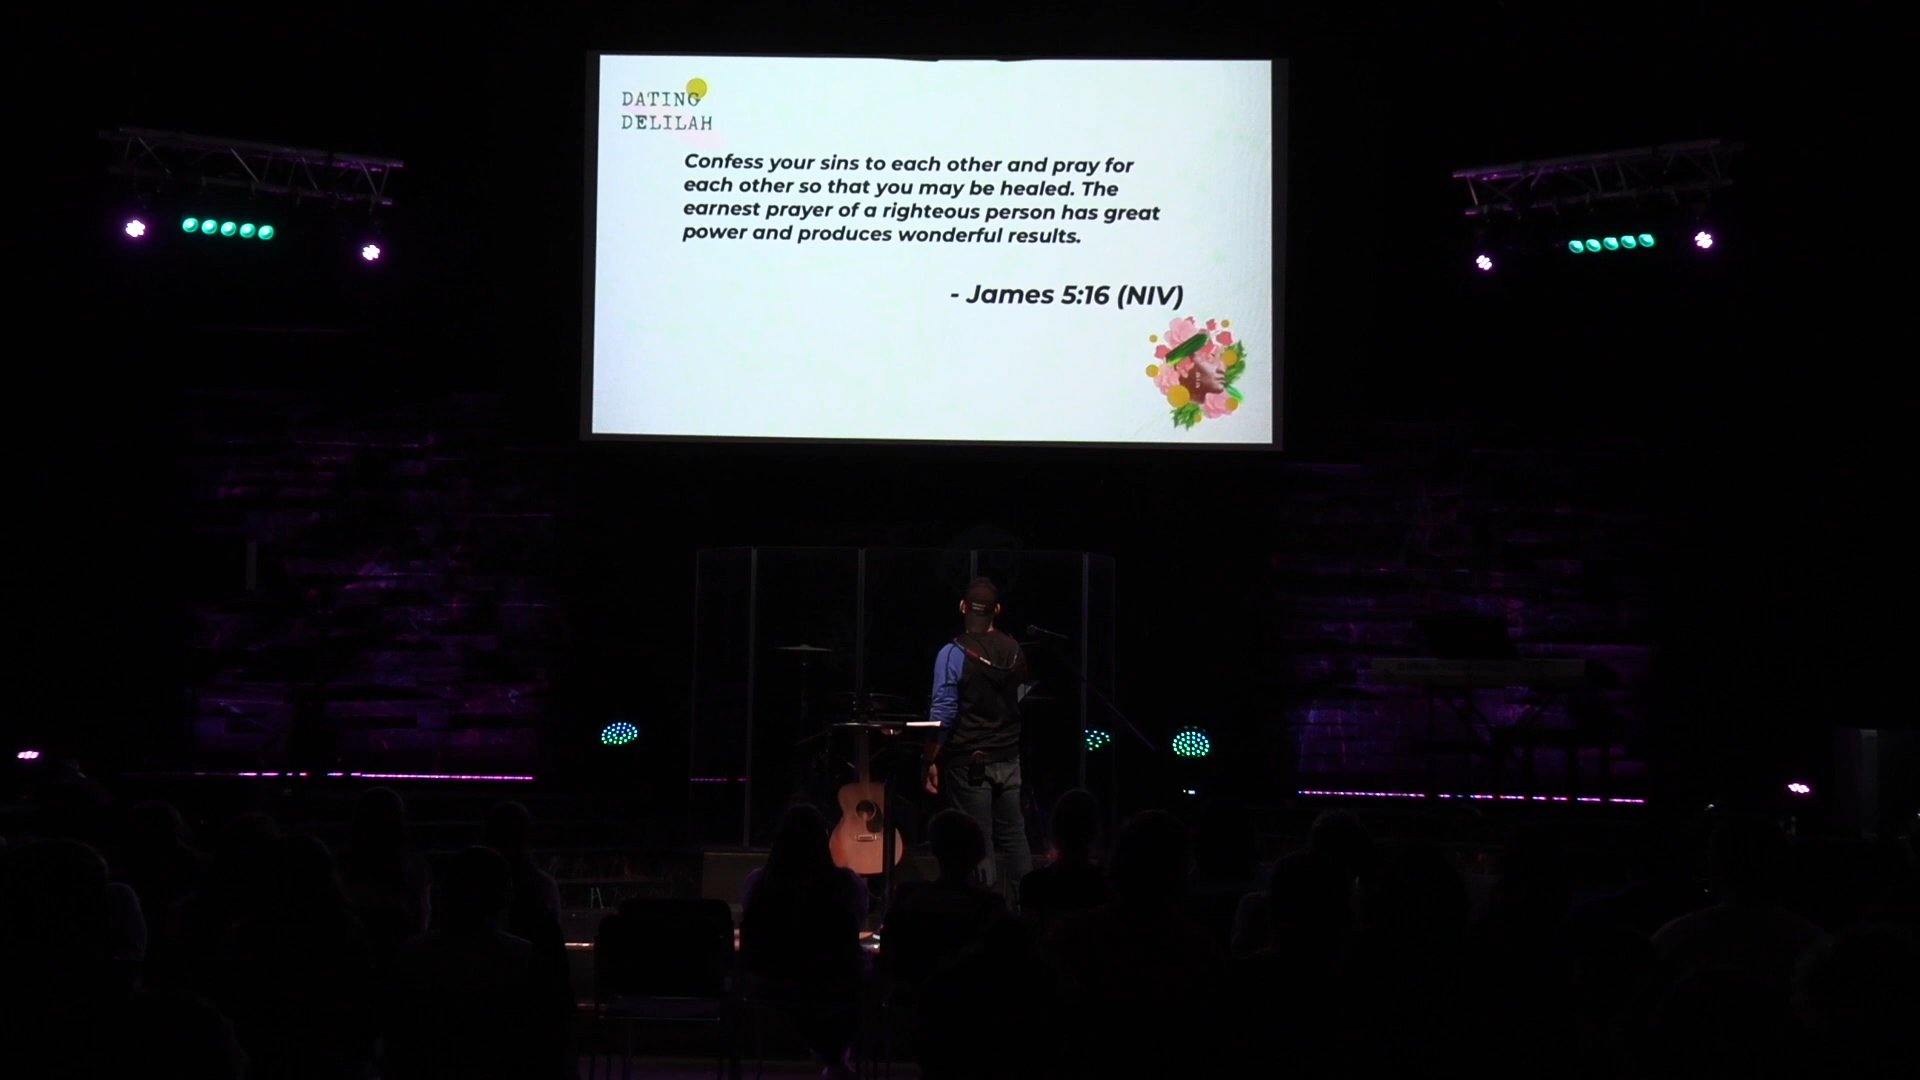 DATING
DELILAH
Confess your sins to each other and pray for
each other so that you may be healed. The
earnest prayer of a righteous person has great
power and produces wonderful results.
- James 5:16 (NIV)